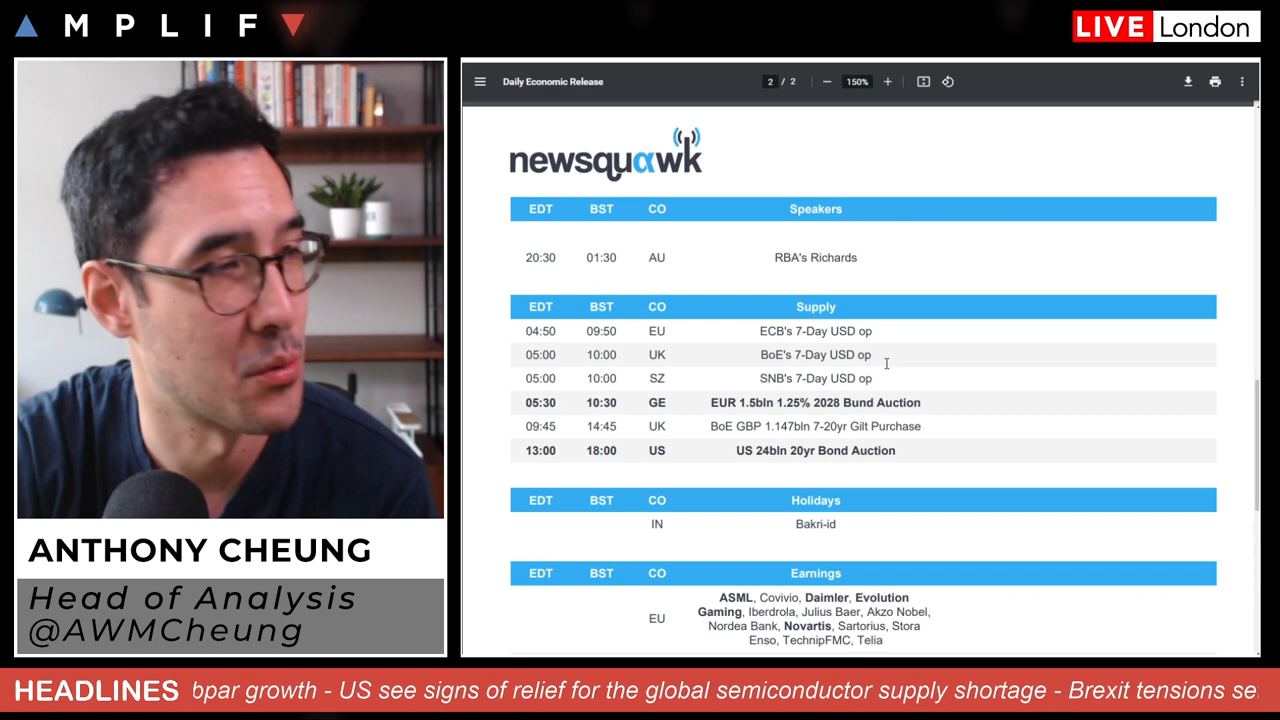 AMPLIFY
LIVE London
Daily Economic Release
2 / 2
150%
newsquawk
EDT BST CO Speakers
20:30 01:30 AU RBA's Richards
EDT BST CO Supply
04:50 09:50 EU ECB's 7-Day USD op
05:00 10:00 UK BoE's 7-Day USD op
05:00 10:00 SZ SNB's 7-Day USD op
05:30 10:30 GE EUR 1.5bln 1.25% 2028 Bund Auction
09:45 14:45 UK BoE GBP 1.147bln 7-20yr Gilt Purchase
13:00 18:00 US US 24bln 20yr Bond Auction
EDT BST CO Holidays
IN Bakri-id
EDT BST CO Earnings
ASML, Covivio, Daimler, Evolution
Gaming, Iberdrola, Julius Baer, Akzo Nobel,
EU
Nordea Bank, Novartis, Sartorius, Stora
Enso, TechnipFMC, Telia
ANTHONY CHEUNG
Head of Analysis
@AWMCheung
HEADLINES bpar growth - US see signs of relief for the global semiconductor supply shortage - Brexit tensions se